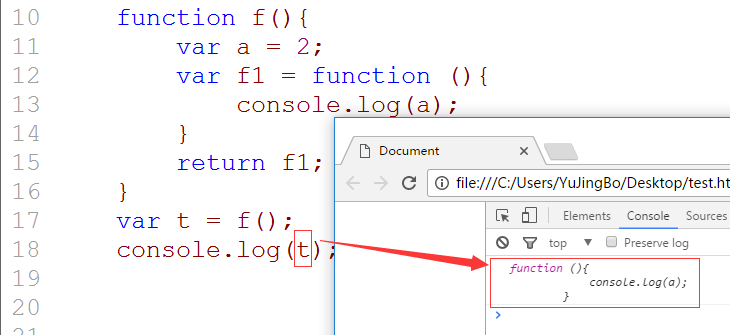 10 function f(){
11 var a = 2;
12 var f1 = function (){
13 console.log(a);
14 }
15 return f1;
16 }
17 var t = f();
18 console.log(t);
19
20
Document
file:///C:/Users/YuJingBo/Desktop/test.ht
Elements Console Sources
top Preserve log
function (){
console.log(a);
}
>